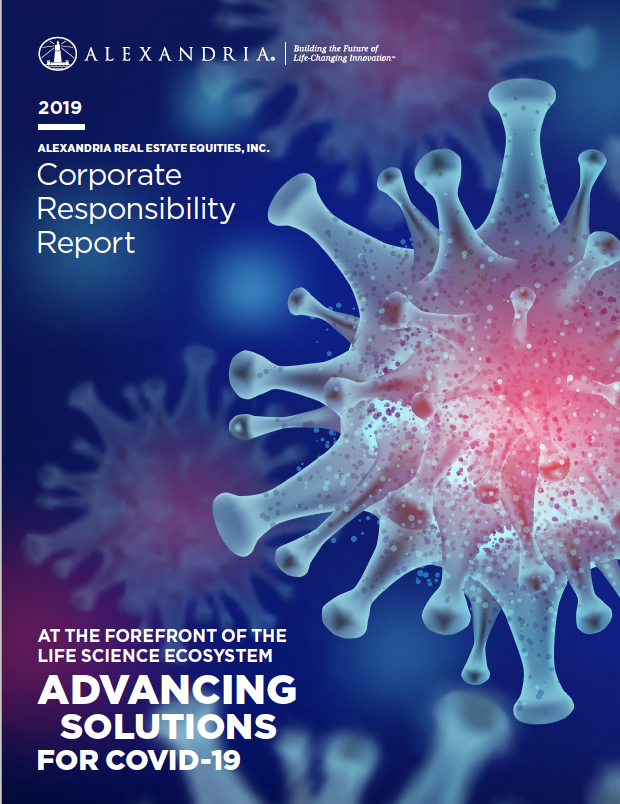 ALEXANDRIA®
Building the Future of
Life-Changing Innovation™
2019
ALEXANDRIA REAL ESTATE EQUITIES, INC.
Corporate
Responsibility
Report
AT THE FOREFRONT OF THE
LIFE SCIENCE ECOSYSTEM
ADVANCING
SOLUTIONS
FOR COVID-19